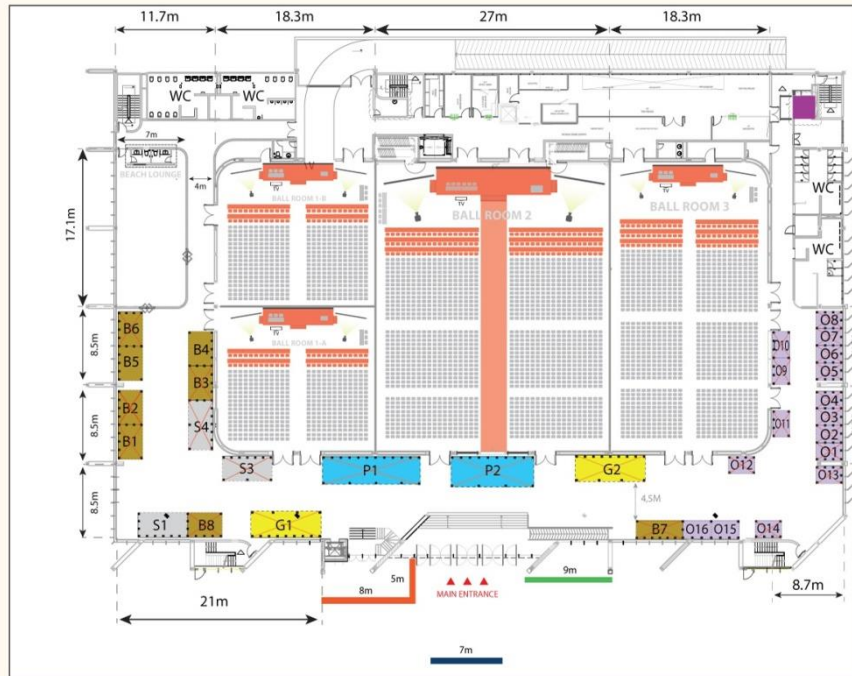 11.7m 18.3m 27m 18.3m
WC WC
7m
BEACH LOUNGE
4m
17.1m
TV
BALL ROOM 1-B
TV
BALL ROOM 2
TV
BALL ROOM 3
WC
WC
8.5m
B6
B5
B4
B3
TV
BALL ROOM 1-A
O10
O9
O8
O7
O6
O5
8.5m
B2
B1
S4
O11
O4
O3
O2
O1
8.5m
S3 P1 P2 G2 O12 O13
4,5M
S1 B8 G1 B7 O16 O15 O14
5m
8m
MAIN ENTRANCE
9m
21m
8.7m
7m